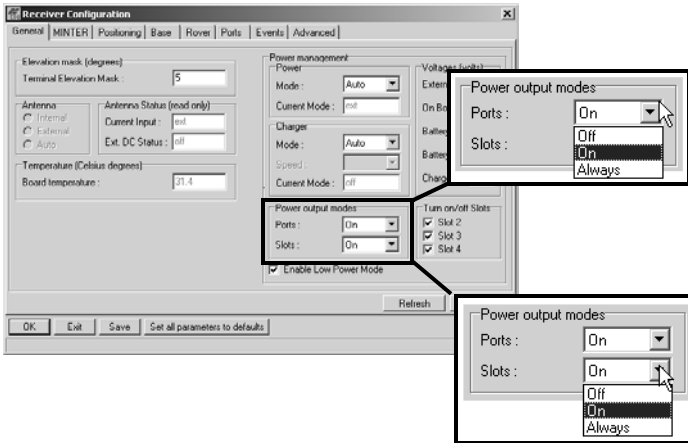 Receiver Configuration
General MINTER Positioning Base Rover Ports Events Advanced
Elevation mask (degrees)
Terminal Elevation Mask : 5
Antenna
Internal
External
Auto
Antenna Status (read only)
Current Input : ext
Ext. DC Status : off
Temperature (Celsius degrees)
Board temperature : 31.4
Power management
Power
Mode : Auto
Current Mode : ext
Charger
Mode : Auto
Speed :
Current Mode : off
Power output modes
Ports : On
Slots : On
Enable Low Power Mode
Voltages (volts)
Extern
On Bo
Battery
Battery
Charg
Turn on/off Slots
Slot 2
Slot 3
Slot 4
Refresh
OK Exit Save Set all parameters to defaults
Power output modes
Ports : On
Off
On
Always
Slots :
Power output modes
Ports : On
Slots : On
Off
On
Always